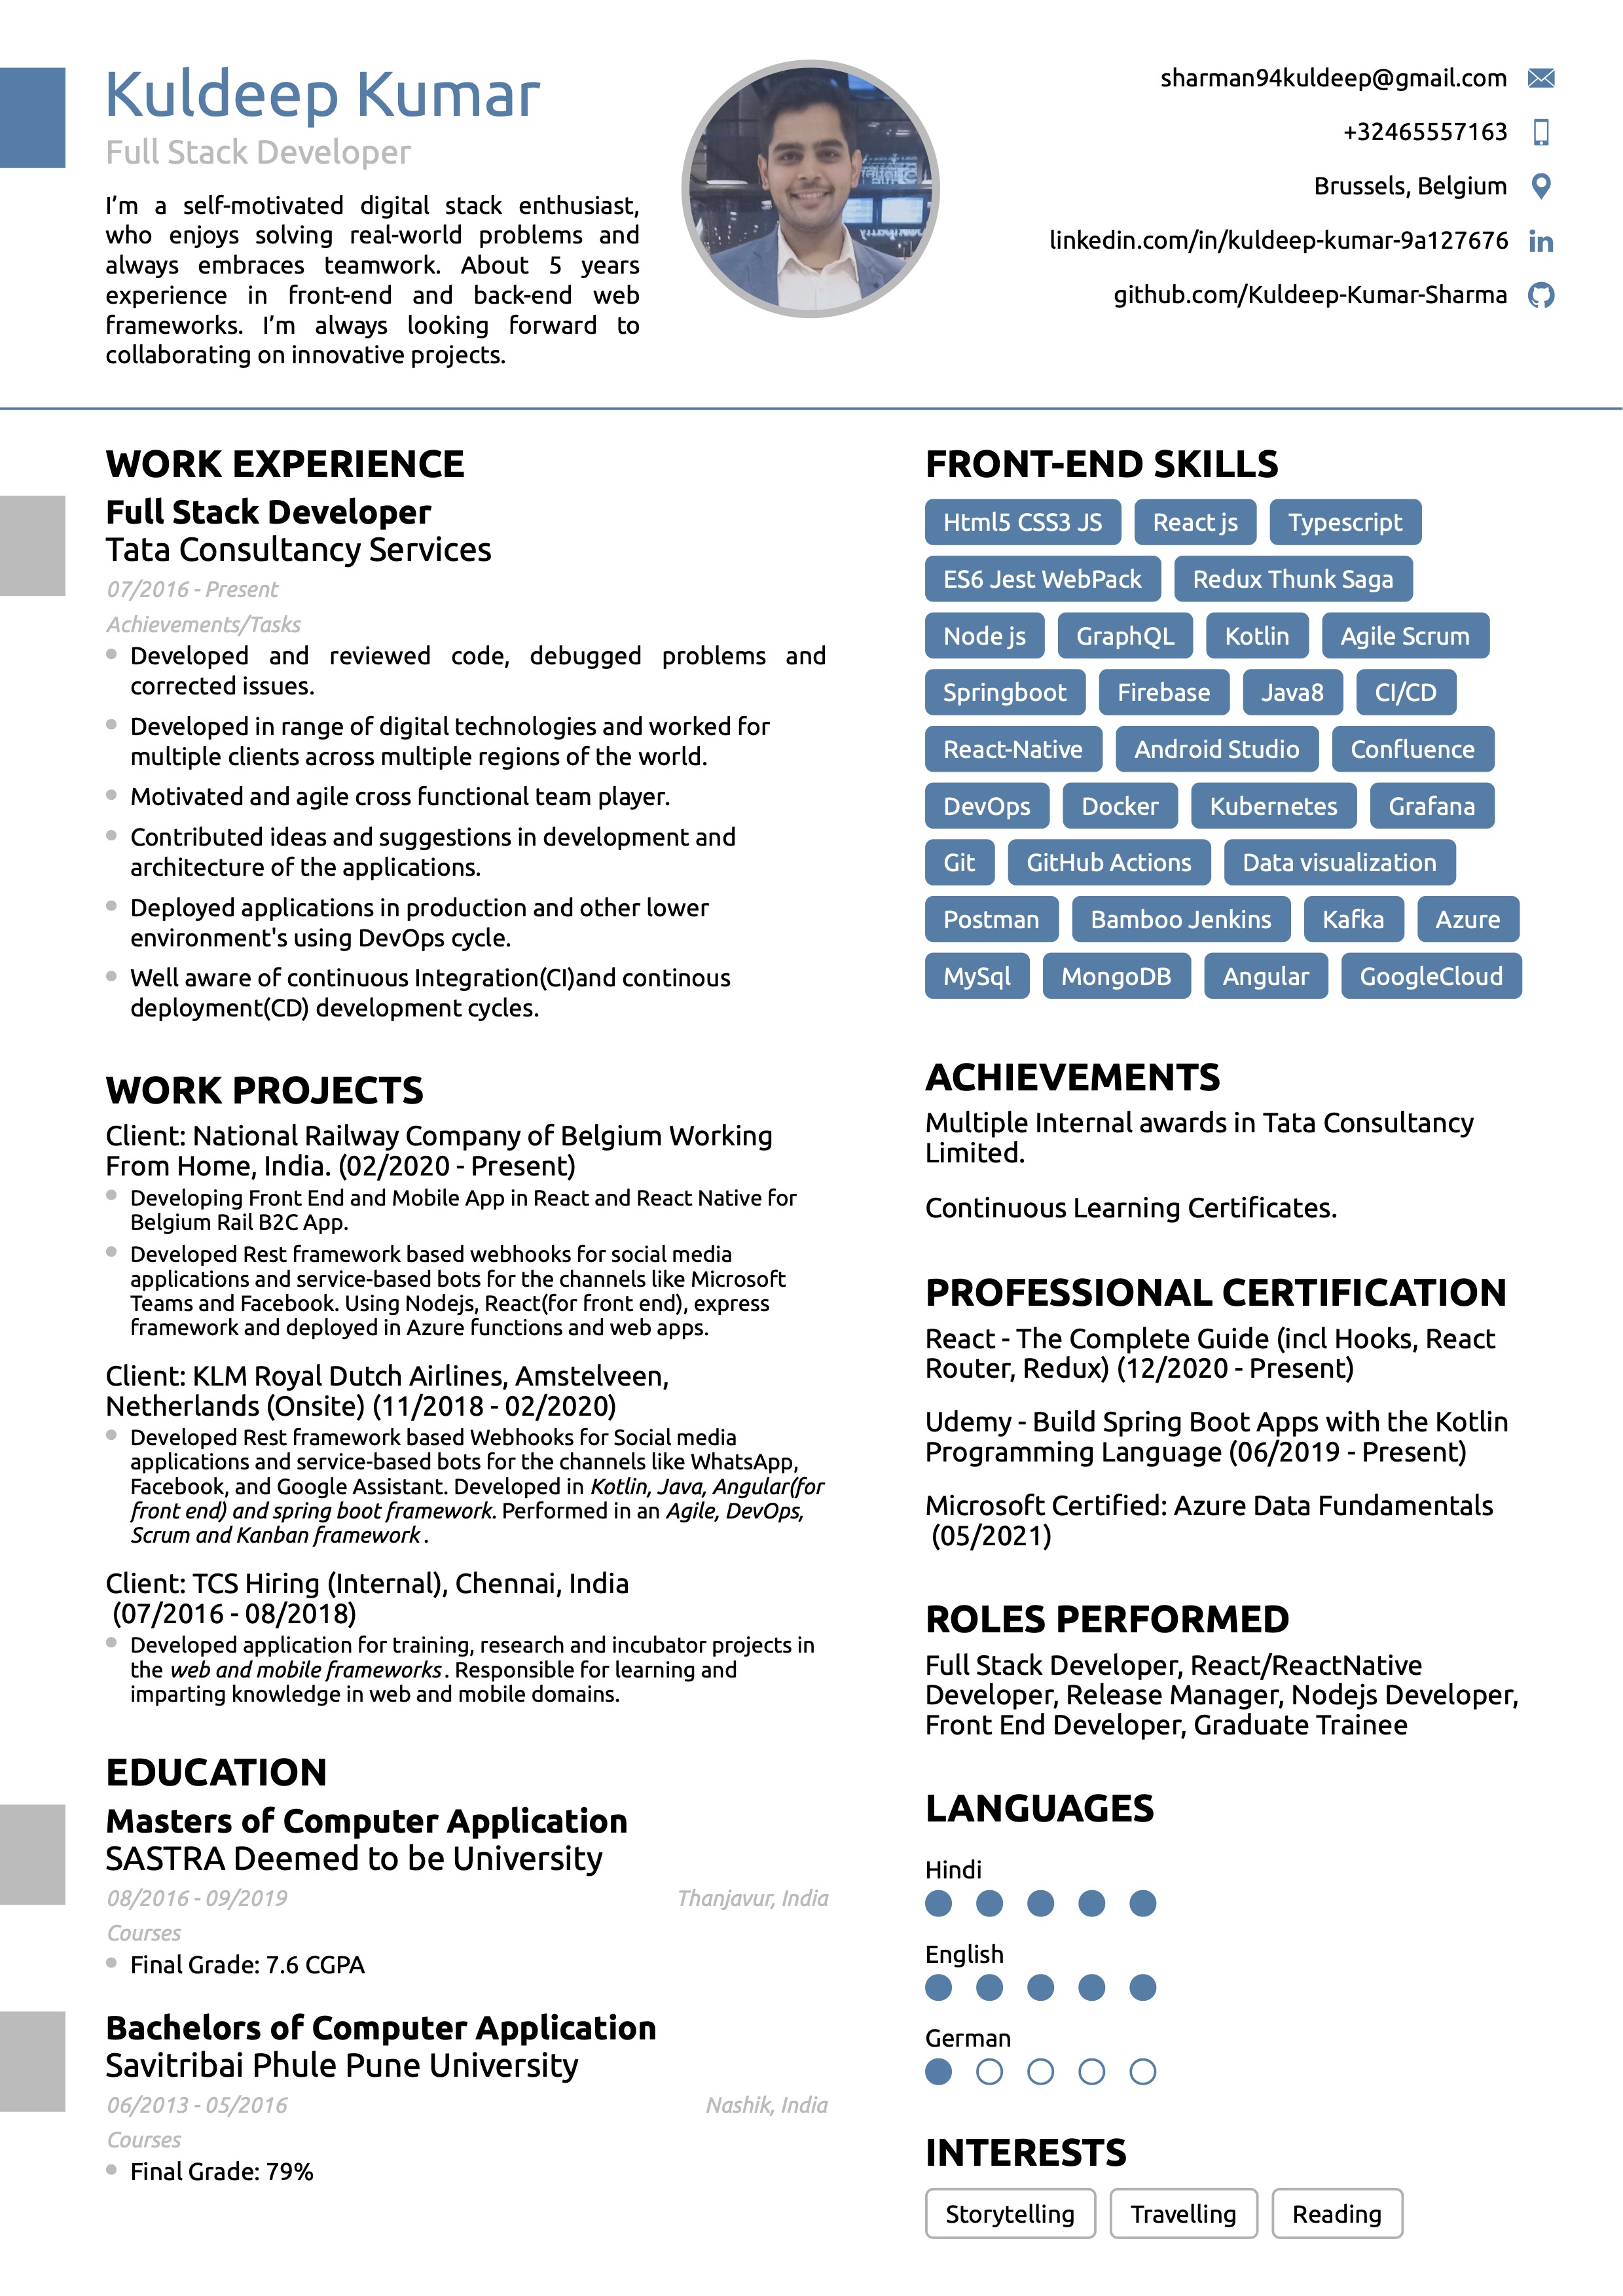 Kuldeep Kumar
Full Stack Developer
I’m a self-motivated digital stack enthusiast,
who enjoys solving real-world problems and
always embraces teamwork. About 5 years
experience in front-end and back-end web
frameworks. I’m always looking forward to
collaborating on innovative projects.
sharman94kuldeep@gmail.com
+32465557163
Brussels, Belgium
linkedin.com/in/kuldeep-kumar-9a127676
github.com/Kuldeep-Kumar-Sharma
WORK EXPERIENCE
Full Stack Developer
Tata Consultancy Services
07/2016 - Present
Achievements/Tasks
Developed and reviewed code, debugged problems and
corrected issues.
Developed in range of digital technologies and worked for
multiple clients across multiple regions of the world.
Motivated and agile cross functional team player.
Contributed ideas and suggestions in development and
architecture of the applications.
Deployed applications in production and other lower
environment's using DevOps cycle.
Well aware of continuous Integration(CI)and continous
deployment(CD) development cycles.
WORK PROJECTS
Client: National Railway Company of Belgium Working
From Home, India. (02/2020 - Present)
Developing Front End and Mobile App in React and React Native for
Belgium Rail B2C App.
Developed Rest framework based webhooks for social media
applications and service-based bots for the channels like Microsoft
Teams and Facebook. Using Nodejs, React(for front end), express
framework and deployed in Azure functions and web apps.
Client: KLM Royal Dutch Airlines, Amstelveen,
Netherlands (Onsite) (11/2018 - 02/2020)
Developed Rest framework based Webhooks for Social media
applications and service-based bots for the channels like WhatsApp,
Facebook, and Google Assistant. Developed in Kotlin, Java, Angular(for
front end) and spring boot framework. Performed in an Agile, DevOps,
Scrum and Kanban framework .
Client: TCS Hiring (Internal), Chennai, India
(07/2016 - 08/2018)
Developed application for training, research and incubator projects in
the web and mobile frameworks . Responsible for learning and
imparting knowledge in web and mobile domains.
EDUCATION
Masters of Computer Application
SASTRA Deemed to be University
08/2016 - 09/2019 Thanjavur, India
Courses
Final Grade: 7.6 CGPA
Bachelors of Computer Application
Savitribai Phule Pune University
06/2013 - 05/2016 Nashik, India
Courses
Final Grade: 79%
FRONT-END SKILLS
Html5 CSS3 JS React js Typescript
ES6 Jest WebPack Redux Thunk Saga
Node js GraphQL Kotlin Agile Scrum
Springboot Firebase Java8 CI/CD
React-Native Android Studio Confluence
DevOps Docker Kubernetes Grafana
Git GitHub Actions Data visualization
Postman Bamboo Jenkins Kafka Azure
MySql MongoDB Angular GoogleCloud
ACHIEVEMENTS
Multiple Internal awards in Tata Consultancy
Limited.
Continuous Learning Certificates.
PROFESSIONAL CERTIFICATION
React - The Complete Guide (incl Hooks, React
Router, Redux) (12/2020 - Present)
Udemy - Build Spring Boot Apps with the Kotlin
Programming Language (06/2019 - Present)
Microsoft Certified: Azure Data Fundamentals
(05/2021)
ROLES PERFORMED
Full Stack Developer, React/ReactNative
Developer, Release Manager, Nodejs Developer,
Front End Developer, Graduate Trainee
LANGUAGES
Hindi
English
German
INTERESTS
Storytelling Travelling Reading